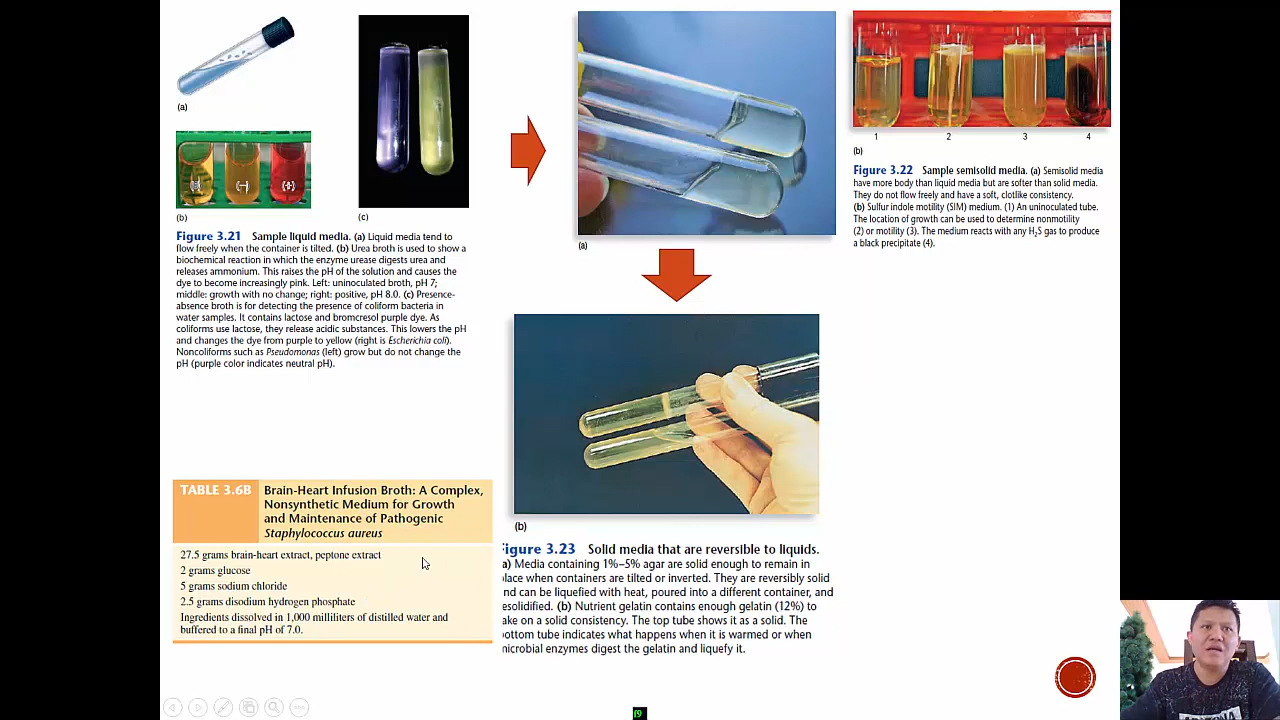 (a)
(b)
(c)
Figure 3.21 Sample liquid media. (a) Liquid media tend to
flow freely when the container is tilted. (b) Urea broth is used to show a
biochemical reaction in which the enzyme urease digests urea and
releases ammonium. This raises the pH of the solution and causes the
dye to become increasingly pink. Left: uninoculated broth, pH 7;
middle: growth with no change; right: positive, pH 8.0. (c) Presence-
absence broth is for detecting the presence of coliform bacteria in
water samples. It contains lactose and bromcresol purple dye. As
coliforms use lactose, they release acidic substances. This lowers the pH
and changes the dye from purple to yellow (right is Escherichia coli).
Noncoliforms such as Pseudomonas (left) grow but do not change the
pH (purple color indicates neutral pH).
TABLE 3.6B
Brain-Heart Infusion Broth: A Complex,
Nonsynthetic Medium for Growth
and Maintenance of Pathogenic
Staphylococcus aureus
27.5 grams brain-heart extract, peptone extract
2 grams glucose
5 grams sodium chloride
2.5 grams disodium hydrogen phosphate
Ingredients dissolved in 1,000 milliliters of distilled water and
buffered to a final pH of 7.0.
(a)
(b)
igure 3.23 Solid media that are reversible to liquids.
a) Media containing 1%–5% agar are solid enough to remain in
lace when containers are tilted or inverted. They are reversibly solid
nd can be liquefied with heat, poured into a different container, and
esolidified. (b) Nutrient gelatin contains enough gelatin (12%) to
ake on a solid consistency. The top tube shows it as a solid. The
ottom tube indicates what happens when it is warmed or when
microbial enzymes digest the gelatin and liquefy it.
1 2 3 4
(b)
Figure 3.22 Sample semisolid media. (a) Semisolid media
have more body than liquid media but are softer than solid media.
They do not flow freely and have a soft, clotlike consistency.
(b) Sulfur indole motility (SIM) medium. (1) An uninoculated tube.
The location of growth can be used to determine nonmotility
(2) or motility (3). The medium reacts with any H₂S gas to produce
a black precipitate (4).
(−)
(+)
f9